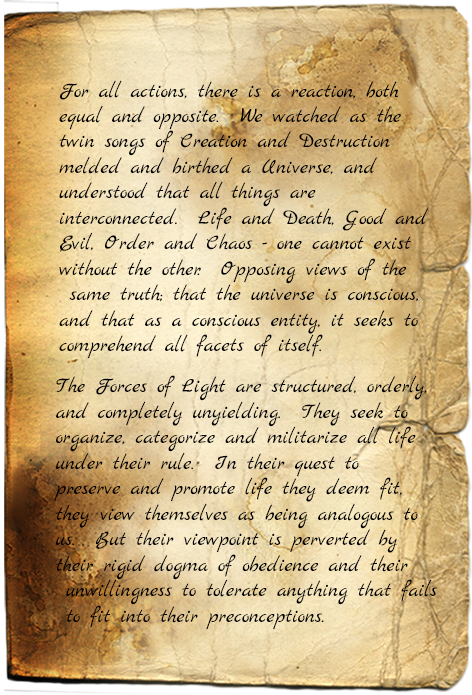 For all actions, there is a reaction, both
equal and opposite. We watched as the
twin songs of Creation and Destruction
melded and birthed a Universe, and
understood that all things are
interconnected. Life and Death, Good and
Evil, Order and Chaos - one cannot exist
without the other. Opposing views of the
same truth; that the universe is conscious,
and that as a conscious entity, it seeks to
comprehend all facets of itself.
The Forces of Light are structured, orderly,
and completely unyielding. They seek to
organize, categorize and militarize all life
under their rule. In their quest to
preserve and promote life they deem fit,
they view themselves as being analogous to
us. But their viewpoint is perverted by
their rigid dogma of obedience and their
unwillingness to tolerate anything that fails
to fit into their preconceptions.